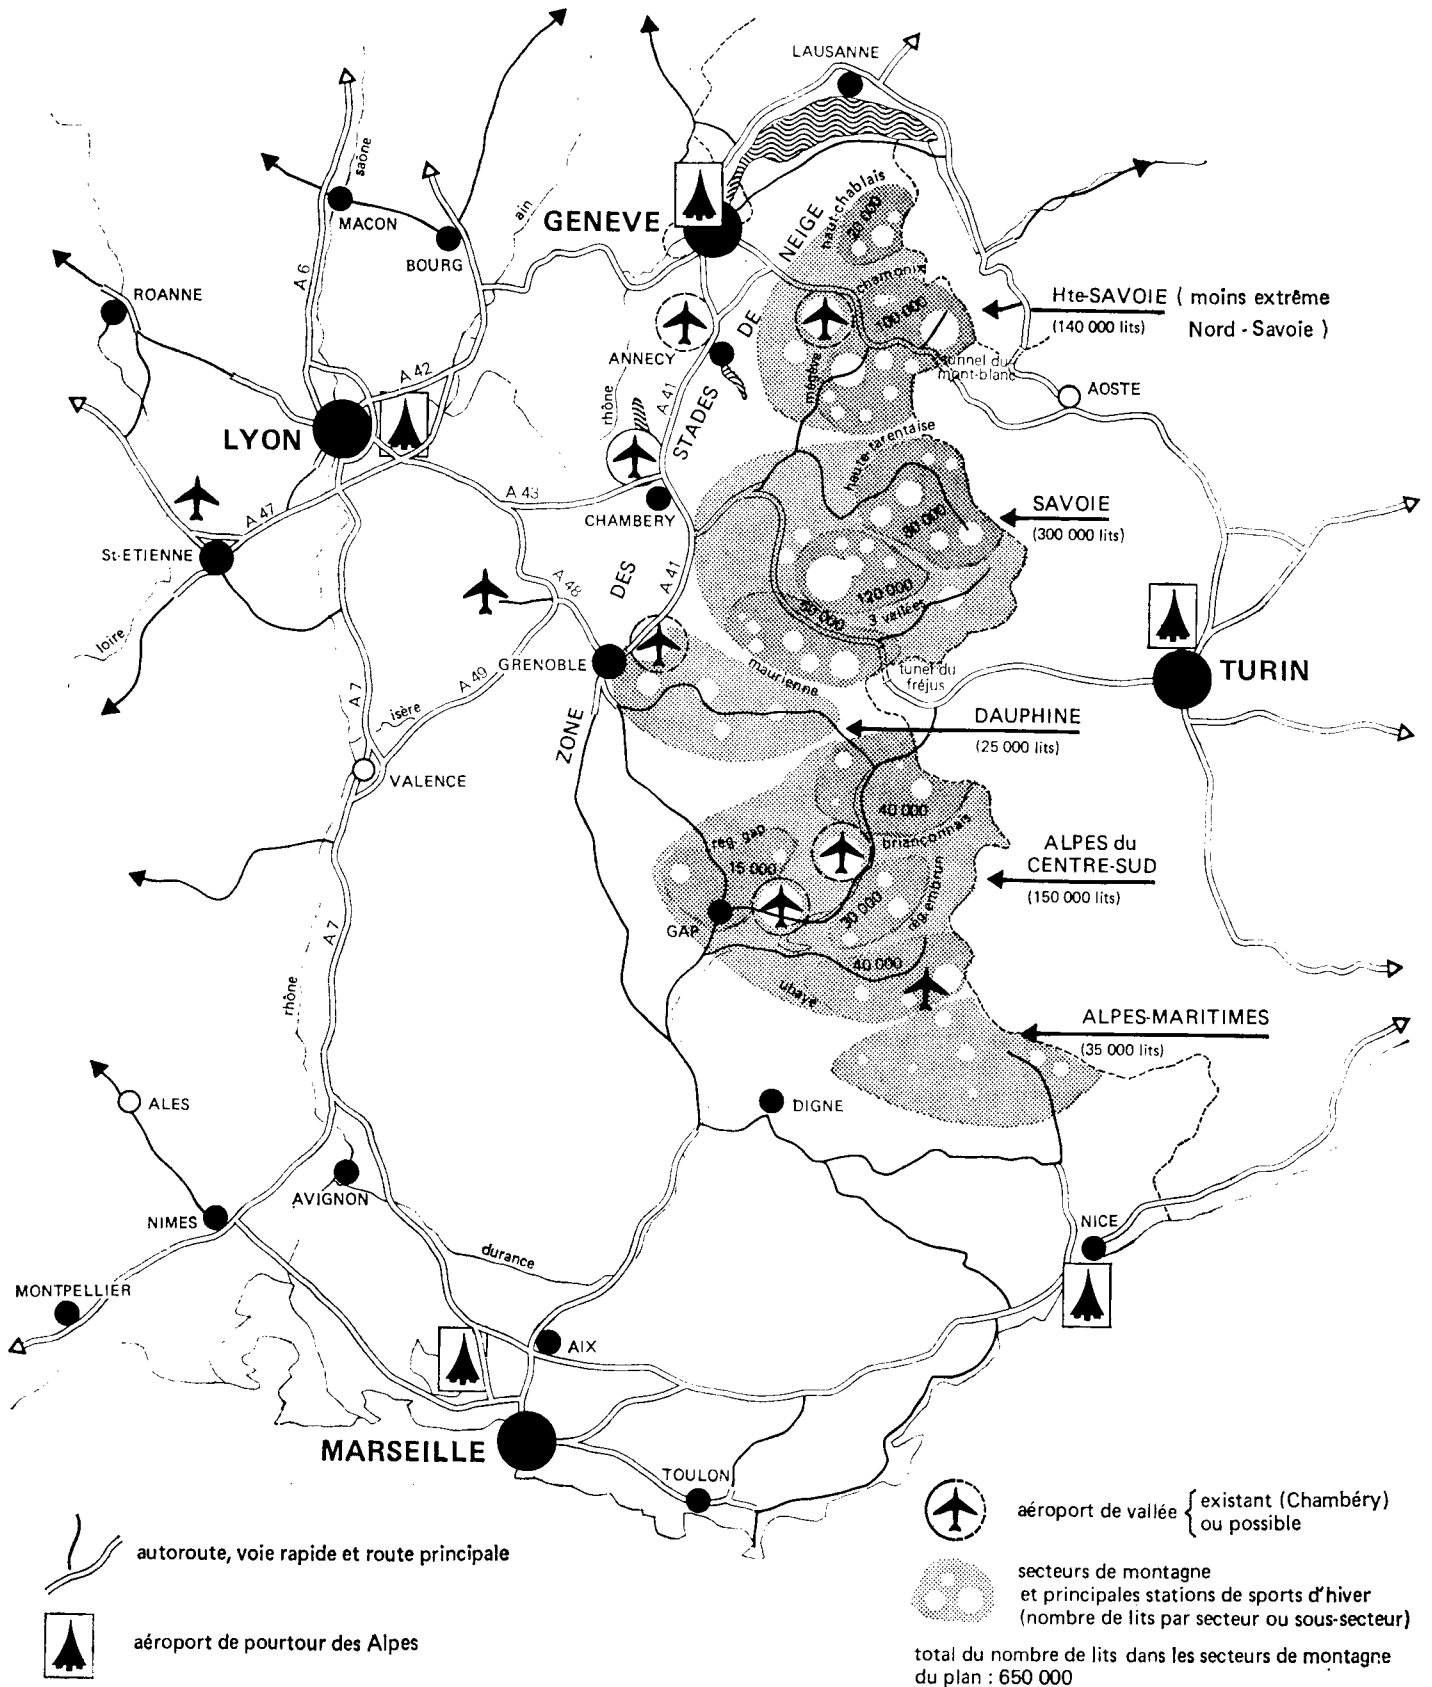 LAUSANNE
saône
MACON
ain
GENEVE
NEIGE
haut-chablais
20 000
BOURG
A 6
ROANNE
chamonix
100 000
Hte-SAVOIE ( moins extrême
Nord - Savoie )
(140 000 lits)
DE
ANNECY
megève
tunnel du
mont-blanc
AOSTE
A 42
rhône
A 41
STADES
LYON
haute-tarentaise
A 43
CHAMBERY
80 000
SAVOIE
(300 000 lits)
A 47
St-ETIENNE
A 48
DES
A 41
120 000
3 vallées
60 000
loire
GRENOBLE
maurienne
tunel du
fréjus
TURIN
A 49
A 7
isère
ZONE
DAUPHINE
(25 000 lits)
VALENCE
40 000
briançonnais
rég. gap
15 000
ALPES du
CENTRE-SUD
(150 000 lits)
30 000
rég. embrun
GAP
A 7
40 000
ubaye
rhône
ALPES-MARITIMES
(35 000 lits)
ALES
DIGNE
AVIGNON
NIMES
NICE
durance
MONTPELLIER
AIX
MARSEILLE
TOULON
autoroute, voie rapide et route principale
aéroport de pourtour des Alpes
aéroport de vallée { existant (Chambéry)
ou possible
secteurs de montagne
et principales stations de sports d'hiver
(nombre de lits par secteur ou sous-secteur)
total du nombre de lits dans les secteurs de montagne
du plan : 650 000